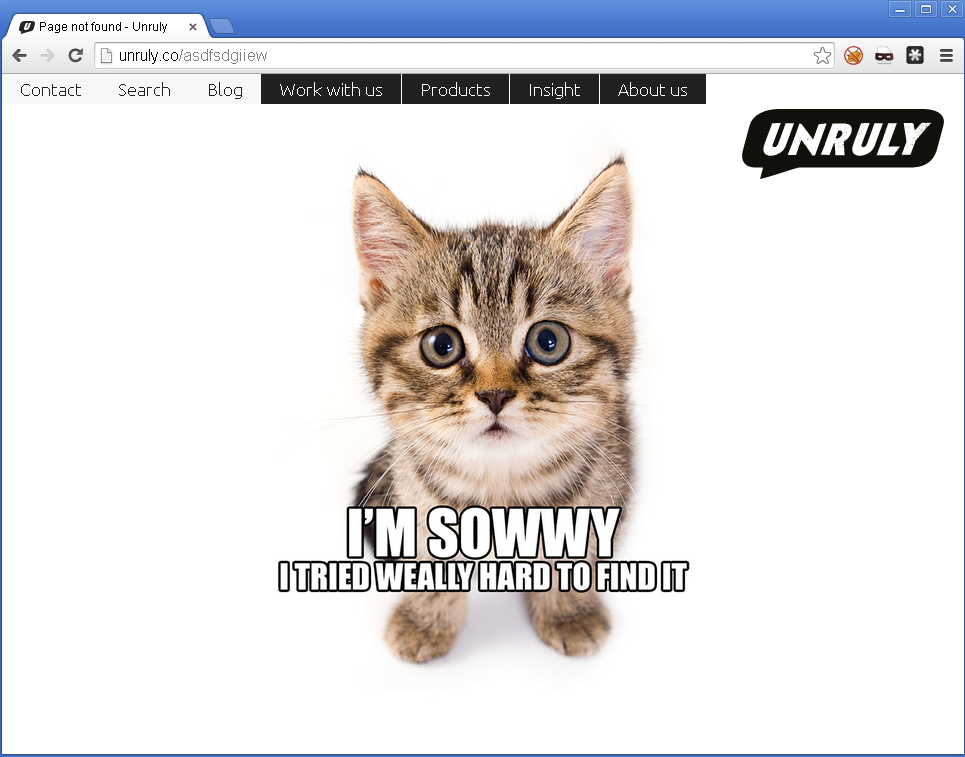 Page not found - Unruly
unruly.co/asdfsdgiiew
Contact Search Blog Work with us Products Insight About us
UNRULY
I'M SOWWY
I TRIED WEALLY HARD TO FIND IT